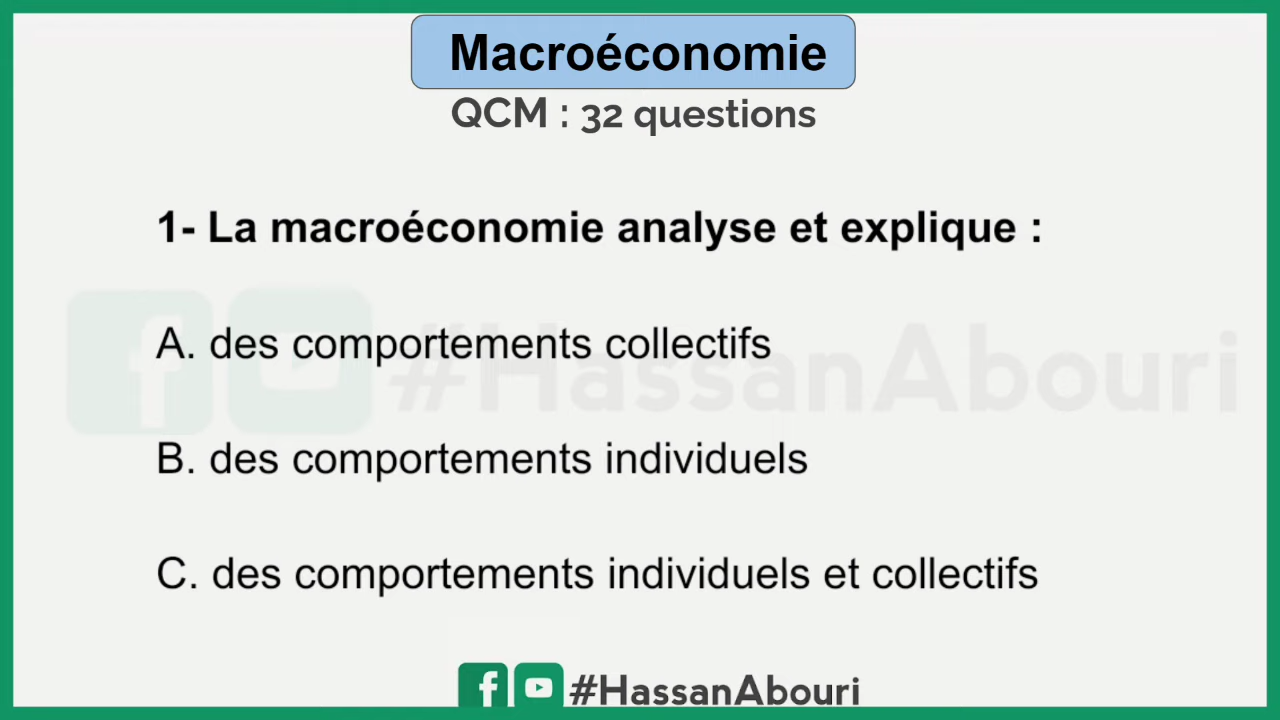 Macroéconomie
QCM : 32 questions
1- La macroéconomie analyse et explique :
A. des comportements collectifs
#HassanAbouri
B. des comportements individuels
C. des comportements individuels et collectifs
#HassanAbouri